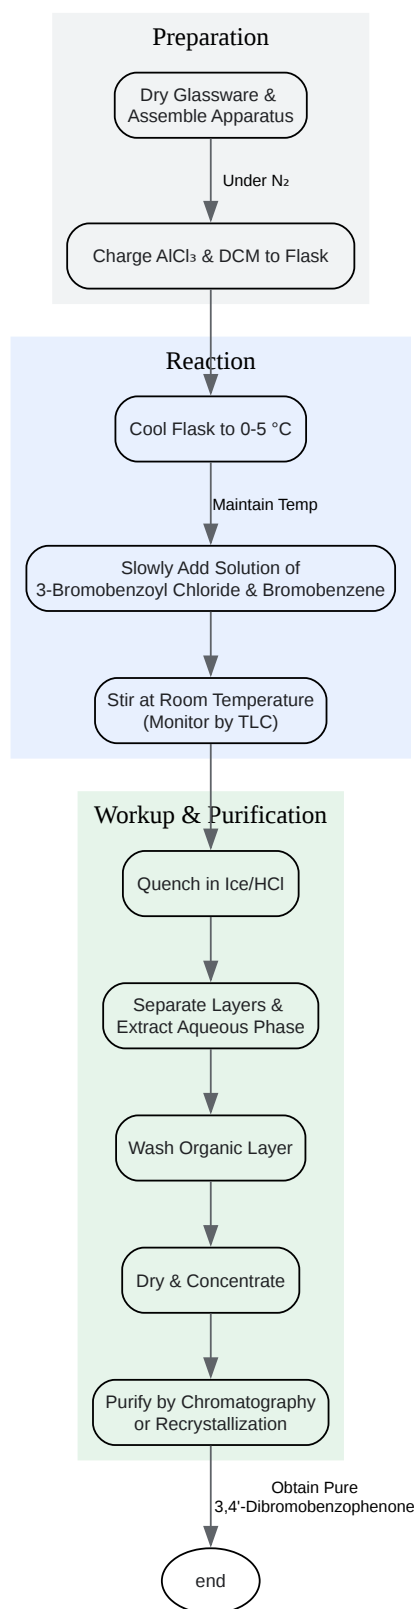 Preparation
Dry Glassware &
Assemble Apparatus
Under N₂
Charge AlCl₃ & DCM to Flask
Reaction
Cool Flask to 0-5 °C
Maintain Temp
Slowly Add Solution of
3-Bromobenzoyl Chloride & Bromobenzene
Stir at Room Temperature
(Monitor by TLC)
Workup & Purification
Quench in Ice/HCl
Separate Layers &
Extract Aqueous Phase
Wash Organic Layer
Dry & Concentrate
Purify by Chromatography
or Recrystallization
Obtain Pure
3,4'-Dibromobenzophenone
end